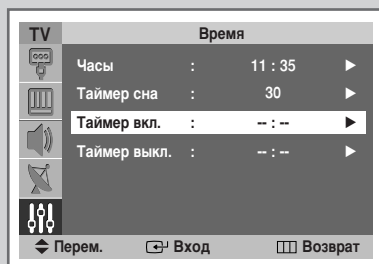 TV Время
Часы : 11 : 35 ►
Таймер сна : 30 ►
Таймер вкл. : -- : -- ►
Таймер выкл. : -- : -- ►
Перем. Вход Возврат